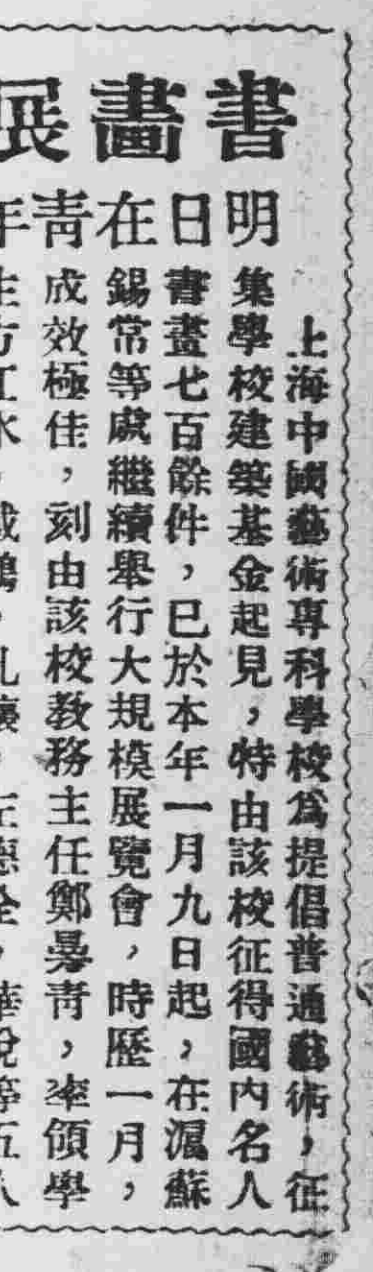 書畫展
明日在青年
上海中國藝術專科學校爲提倡普通藝術，征
集學校建築基金起見，特由該校征得國內名人
書畫七百餘件，已於本年一月九日起，在滬蘇
錫常等處繼續舉行大規模展覽會，時歷一月，
成效極佳，刻由該校教務主任鄭曼青，率領學